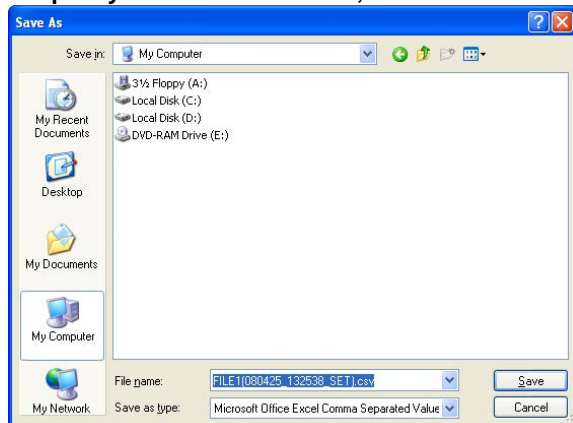 Save As
Save in:
My Computer
3½ Floppy (A:)
Local Disk (C:)
Local Disk (D:)
DVD-RAM Drive (E:)
My Recent
Documents
Desktop
My Documents
My Computer
My Network
File name:
FILE1(080425_132538_SET).csv
Save
Save as type:
Microsoft Office Excel Comma Separated Value
Cancel